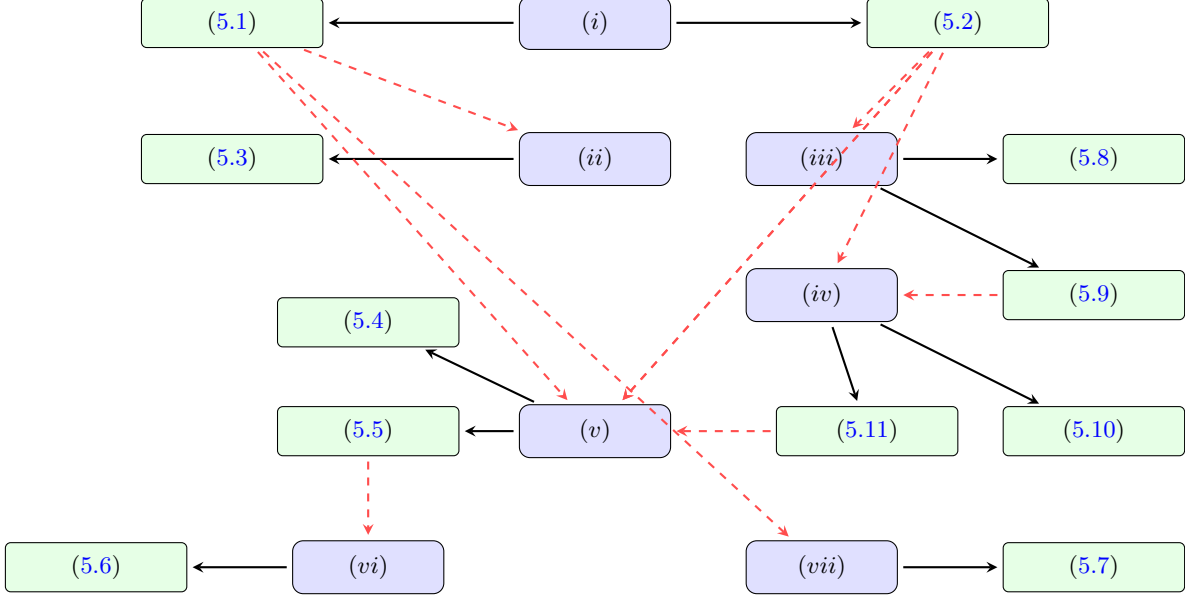 (5.1) (i) (5.2)
(5.3) (ii) (iii) (5.8)
(iv) (5.9)
(5.4)
(5.5) (v) (5.11) (5.10)
(5.6) (vi) (vii) (5.7)